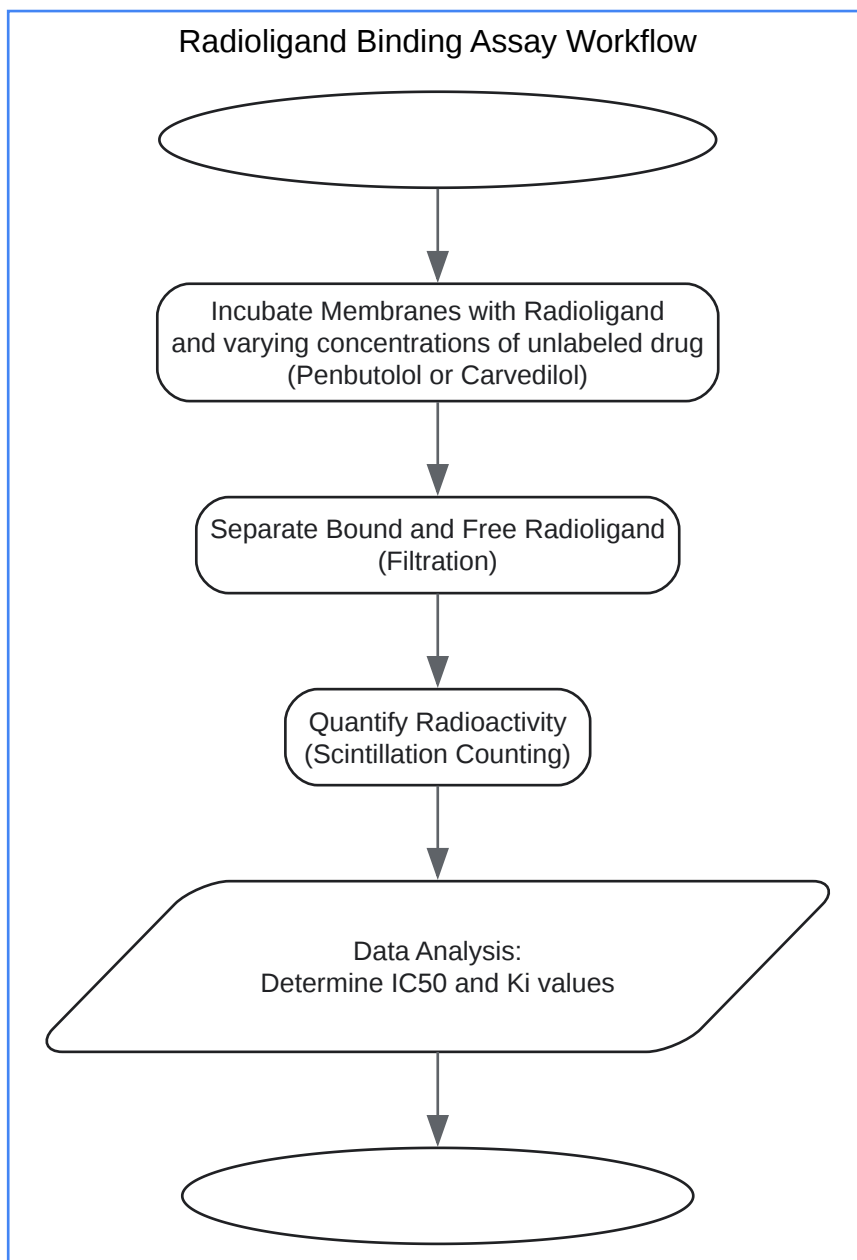 Radioligand Binding Assay Workflow
Incubate Membranes with Radioligand
and varying concentrations of unlabeled drug
(Penbutolol or Carvedilol)
Separate Bound and Free Radioligand
(Filtration)
Quantify Radioactivity
(Scintillation Counting)
Data Analysis:
Determine IC50 and Ki values